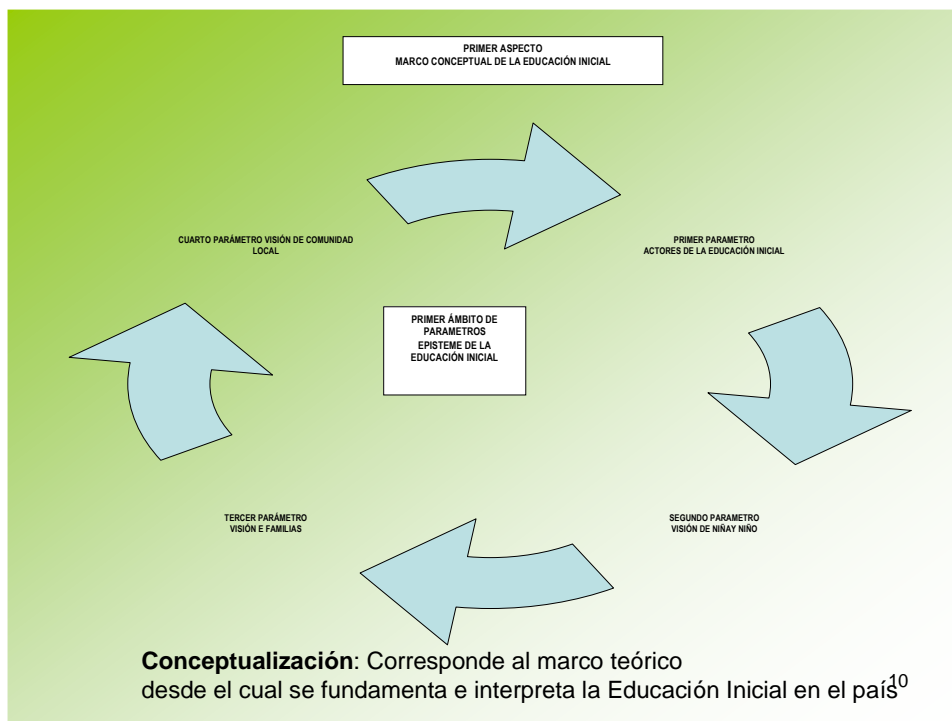 PRIMER ASPECTO
MARCO CONCEPTUAL DE LA EDUCACIÓN INICIAL
CUARTO PARÁMETRO VISIÓN DE COMUNIDAD
LOCAL
PRIMER PARAMETRO
ACTORES DE LA EDUCACIÓN INICIAL
PRIMER ÁMBITO DE
PARAMETROS
EPISTEME DE LA
EDUCACIÓN INICIAL
TERCER PARÁMETRO
VISIÓN E FAMILIAS
SEGUNDO PARAMETRO
VISIÓN DE NIÑAY NIÑO
Conceptualización: Corresponde al marco teórico
desde el cual se fundamenta e interpreta la Educación Inicial en el país
10